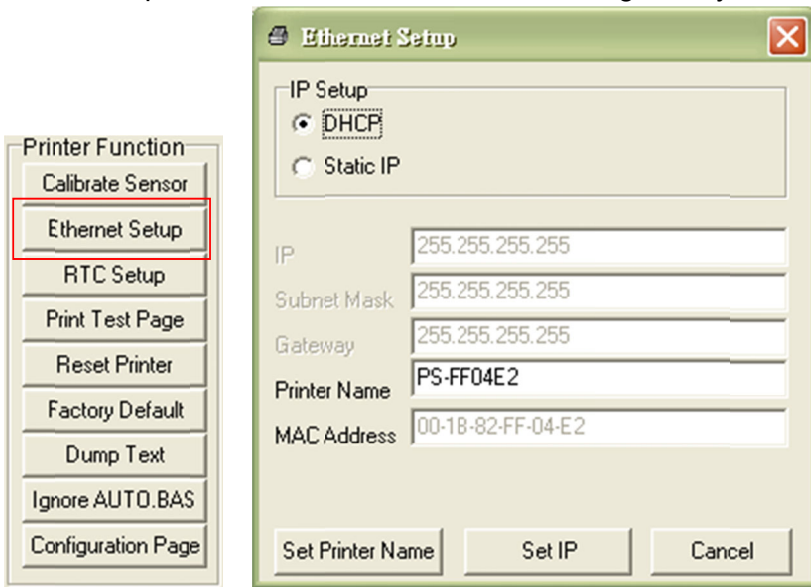 Printer Function
Calibrate Sensor
Ethernet Setup
RTC Setup
Print Test Page
Reset Printer
Factory Default
Dump Text
Ignore AUTO.BAS
Configuration Page
Ethernet Setup
IP Setup
DHCP
Static IP
IP 255.255.255.255
Subnet Mask 255.255.255.255
Gateway 255.255.255.255
Printer Name PS-FF04E2
MAC Address 00-1B-82-FF-04-E2
Set Printer Name Set IP Cancel